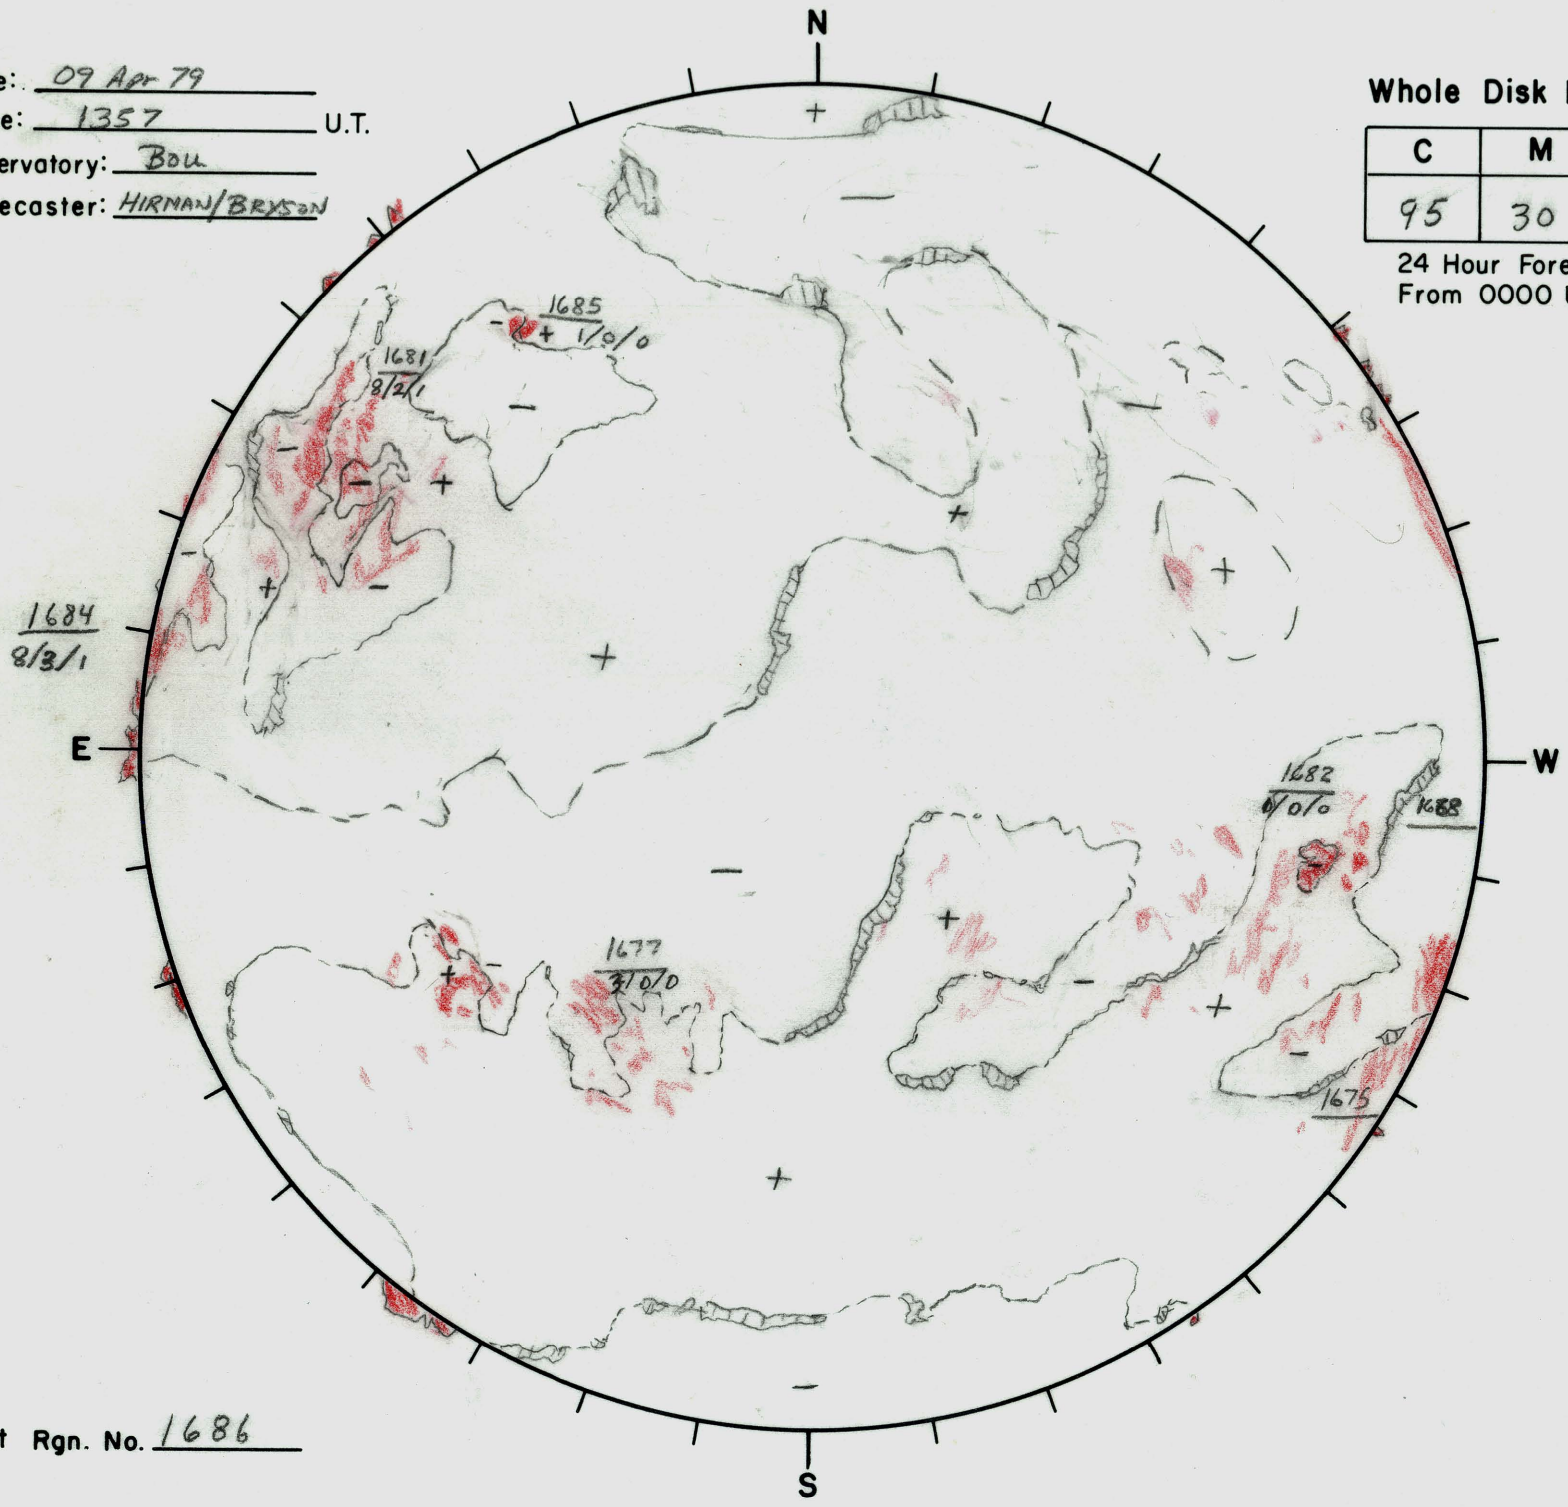 N
e: 09 Apr 79
e: 1357 U.T.
ervatory: Bou
ecaster: HIRMAN/BRYSON
Whole Disk
C M
95 30
24 Hour Fore
From 0000
1685
- + 1/0/0
1681
8/2/1
1684
8/3/1
E
W
1682
0/0/0
1688
1677
3/0/0
1675
t Rgn. No. 1686
S